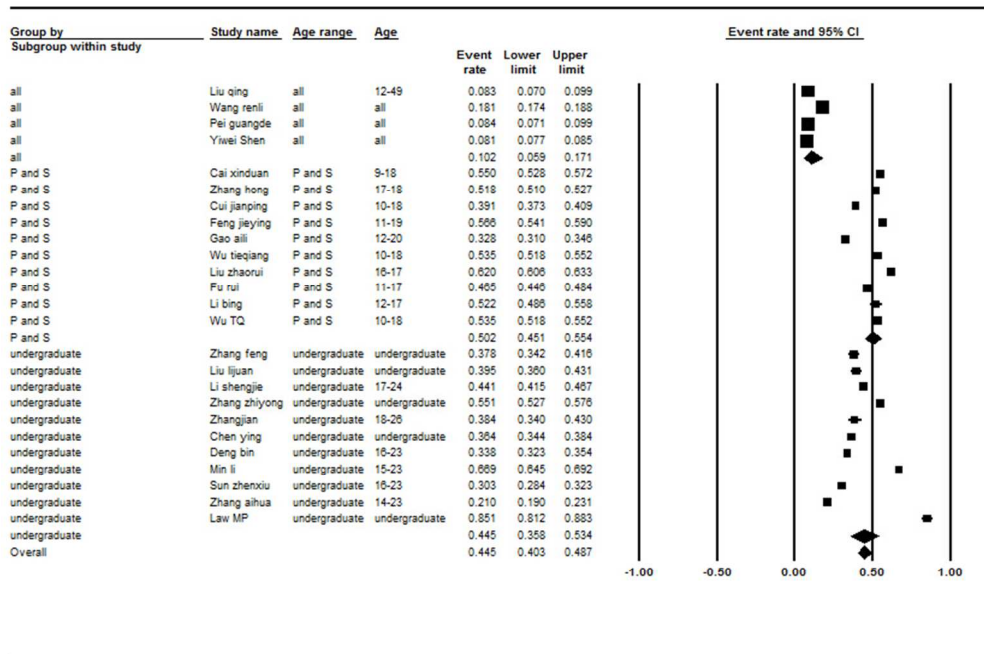 Group by Study name Age range Age Event rate and 95% CI
Subgroup within study
Event Lower Upper
rate limit limit
all Liu qing all 12-49 0.083 0.070 0.099
all Wang renli all all 0.181 0.174 0.188
all Pei guangde all all 0.084 0.071 0.099
all Yiwei Shen all all 0.081 0.077 0.085
all 0.102 0.059 0.171
P and S Cai xinduan P and S 9-18 0.550 0.528 0.572
P and S Zhang hong P and S 17-18 0.518 0.510 0.527
P and S Cui jianping P and S 10-18 0.391 0.373 0.409
P and S Feng jieying P and S 11-19 0.566 0.541 0.590
P and S Gao aili P and S 12-20 0.328 0.310 0.346
P and S Wu tieqiang P and S 10-18 0.535 0.518 0.552
P and S Liu zhaorui P and S 16-17 0.620 0.606 0.633
P and S Fu rui P and S 11-17 0.465 0.446 0.484
P and S Li bing P and S 12-17 0.522 0.486 0.558
P and S Wu TQ P and S 10-18 0.535 0.518 0.552
P and S 0.502 0.451 0.554
undergraduate Zhang feng undergraduate undergraduate 0.378 0.342 0.416
undergraduate Liu lijuan undergraduate undergraduate 0.395 0.360 0.431
undergraduate Li shengjie undergraduate 17-24 0.441 0.415 0.467
undergraduate Zhang zhiyong undergraduate undergraduate 0.551 0.527 0.576
undergraduate Zhangjian undergraduate 18-26 0.384 0.340 0.430
undergraduate Chen ying undergraduate undergraduate 0.364 0.344 0.384
undergraduate Deng bin undergraduate 16-23 0.338 0.323 0.354
undergraduate Min li undergraduate 15-23 0.669 0.645 0.692
undergraduate Sun zhenxiu undergraduate 16-23 0.303 0.284 0.323
undergraduate Zhang aihua undergraduate 14-23 0.210 0.190 0.231
undergraduate Law MP undergraduate undergraduate 0.851 0.812 0.883
undergraduate 0.445 0.358 0.534
Overall 0.445 0.403 0.487
-1.00 -0.50 0.00 0.50 1.00